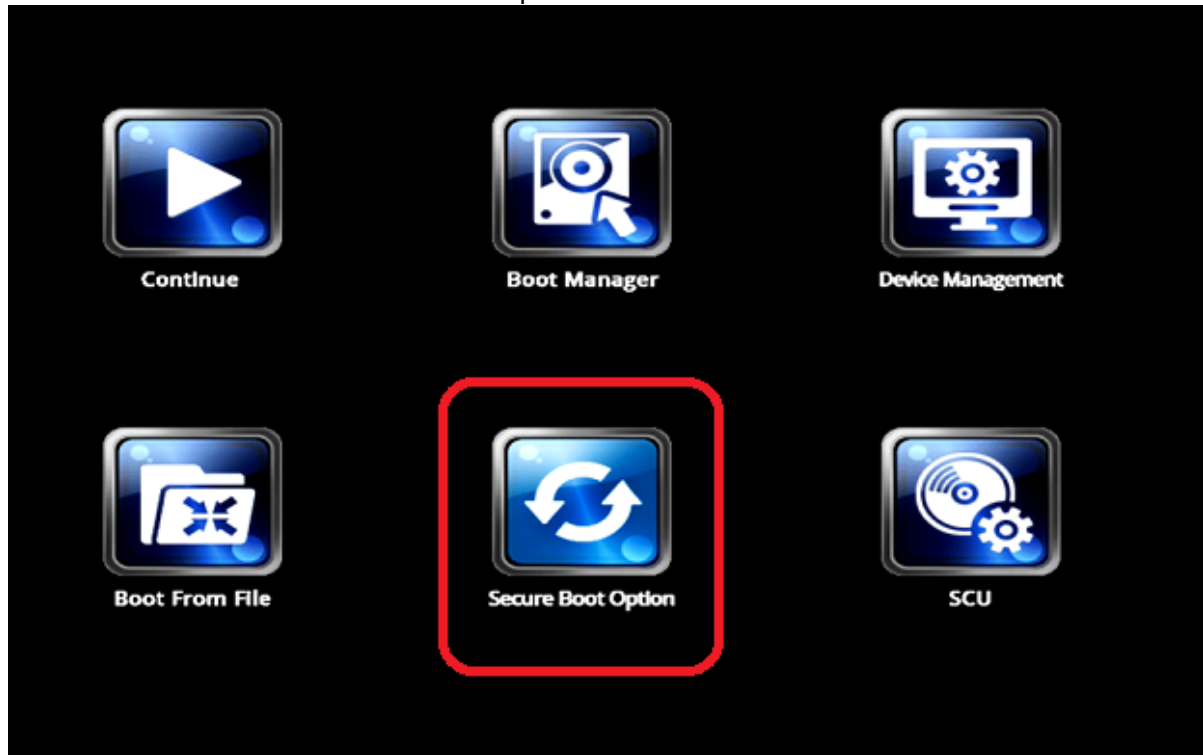 Continue
Boot Manager
Device Management
Boot From File
Secure Boot Option
SCU